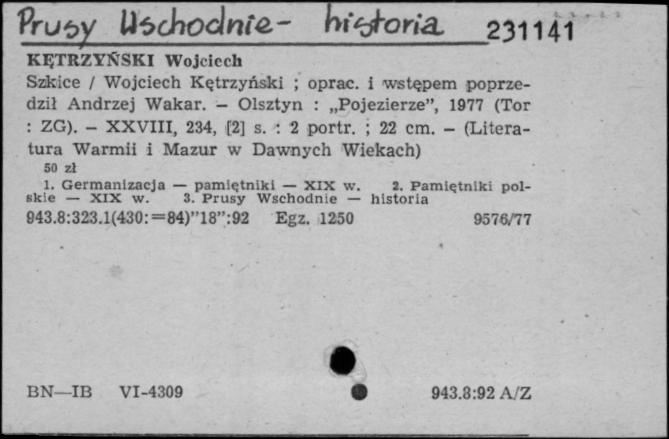 Prusy Wschodnie - historia 231141
KĘTRZYŃSKI Wojciech
Szkice / Wojciech Kętrzyński ; oprac. i wstępem poprze-
dził Andrzej Wakar. — Olsztyn : „Pojezierze”, 1977 (Tor
: ZG). — XXVIII, 234, [2] s. : 2 portr. ; 22 cm. — (Litera-
tura Warmii i Mazur w Dawnych Wiekach)
50 zł
1. Germanizacja — pamiętniki — XIX w. 2. Pamiętniki pol-
skie — XIX w. 3. Prusy Wschodnie — historia
943.8:323.1(430:=84)”18”:92 Egz. 1250 9576/77
BN—IB VI-4309 943.8:92 A/Z